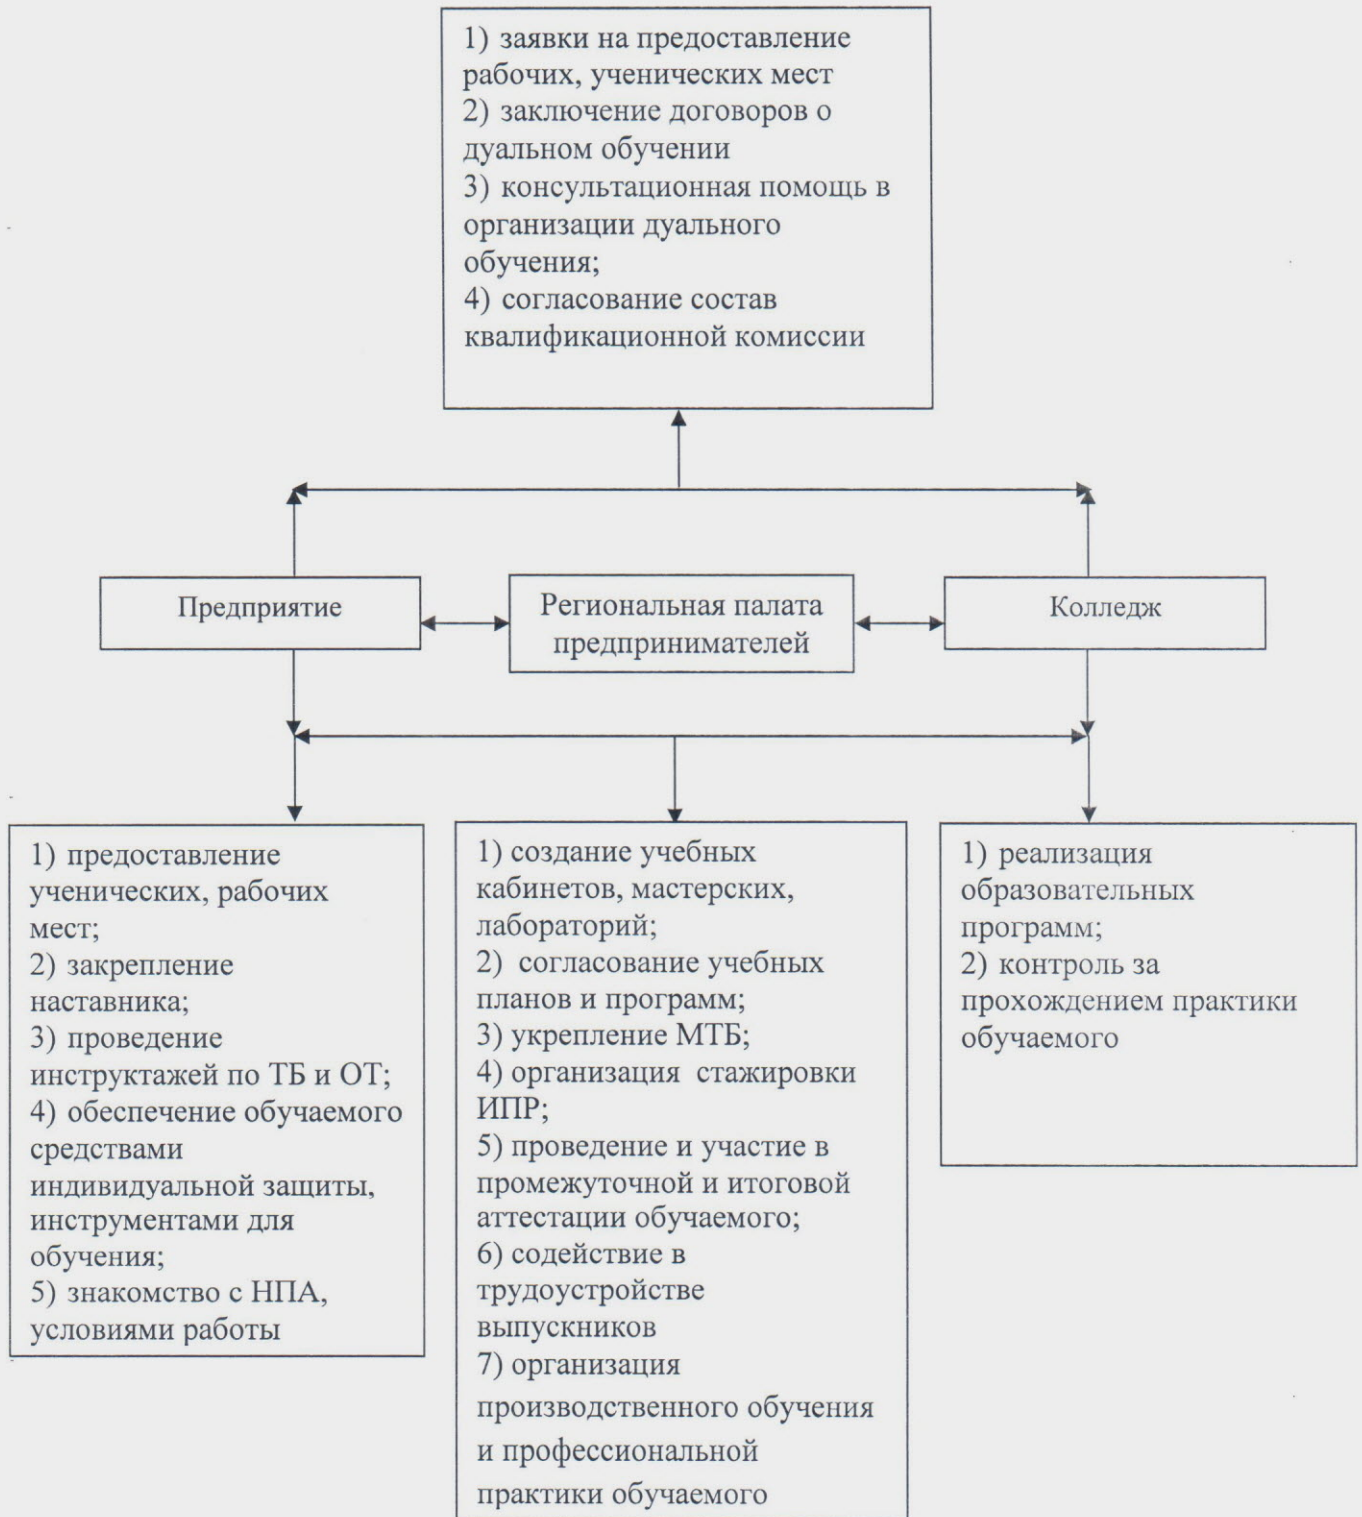 1) заявки на предоставление
рабочих, ученических мест
2) заключение договоров о
дуальном обучении
3) консультационная помощь в
организации дуального
обучения;
4) согласование состав
квалификационной комиссии
Предприятие
Региональная палата
предпринимателей
Колледж
1) предоставление
ученических, рабочих
мест;
2) закрепление
наставника;
3) проведение
инструктажей по ТБ и ОТ;
4) обеспечение обучаемого
средствами
индивидуальной защиты,
инструментами для
обучения;
5) знакомство с НПА,
условиями работы
1) создание учебных
кабинетов, мастерских,
лабораторий;
2) согласование учебных
планов и программ;
3) укрепление МТБ;
4) организация стажировки
ИПР;
5) проведение и участие в
промежуточной и итоговой
аттестации обучаемого;
6) содействие в
трудоустройстве
выпускников
7) организация
производственного обучения
и профессиональной
практики обучаемого
1) реализация
образовательных
программ;
2) контроль за
прохождением практики
обучаемого